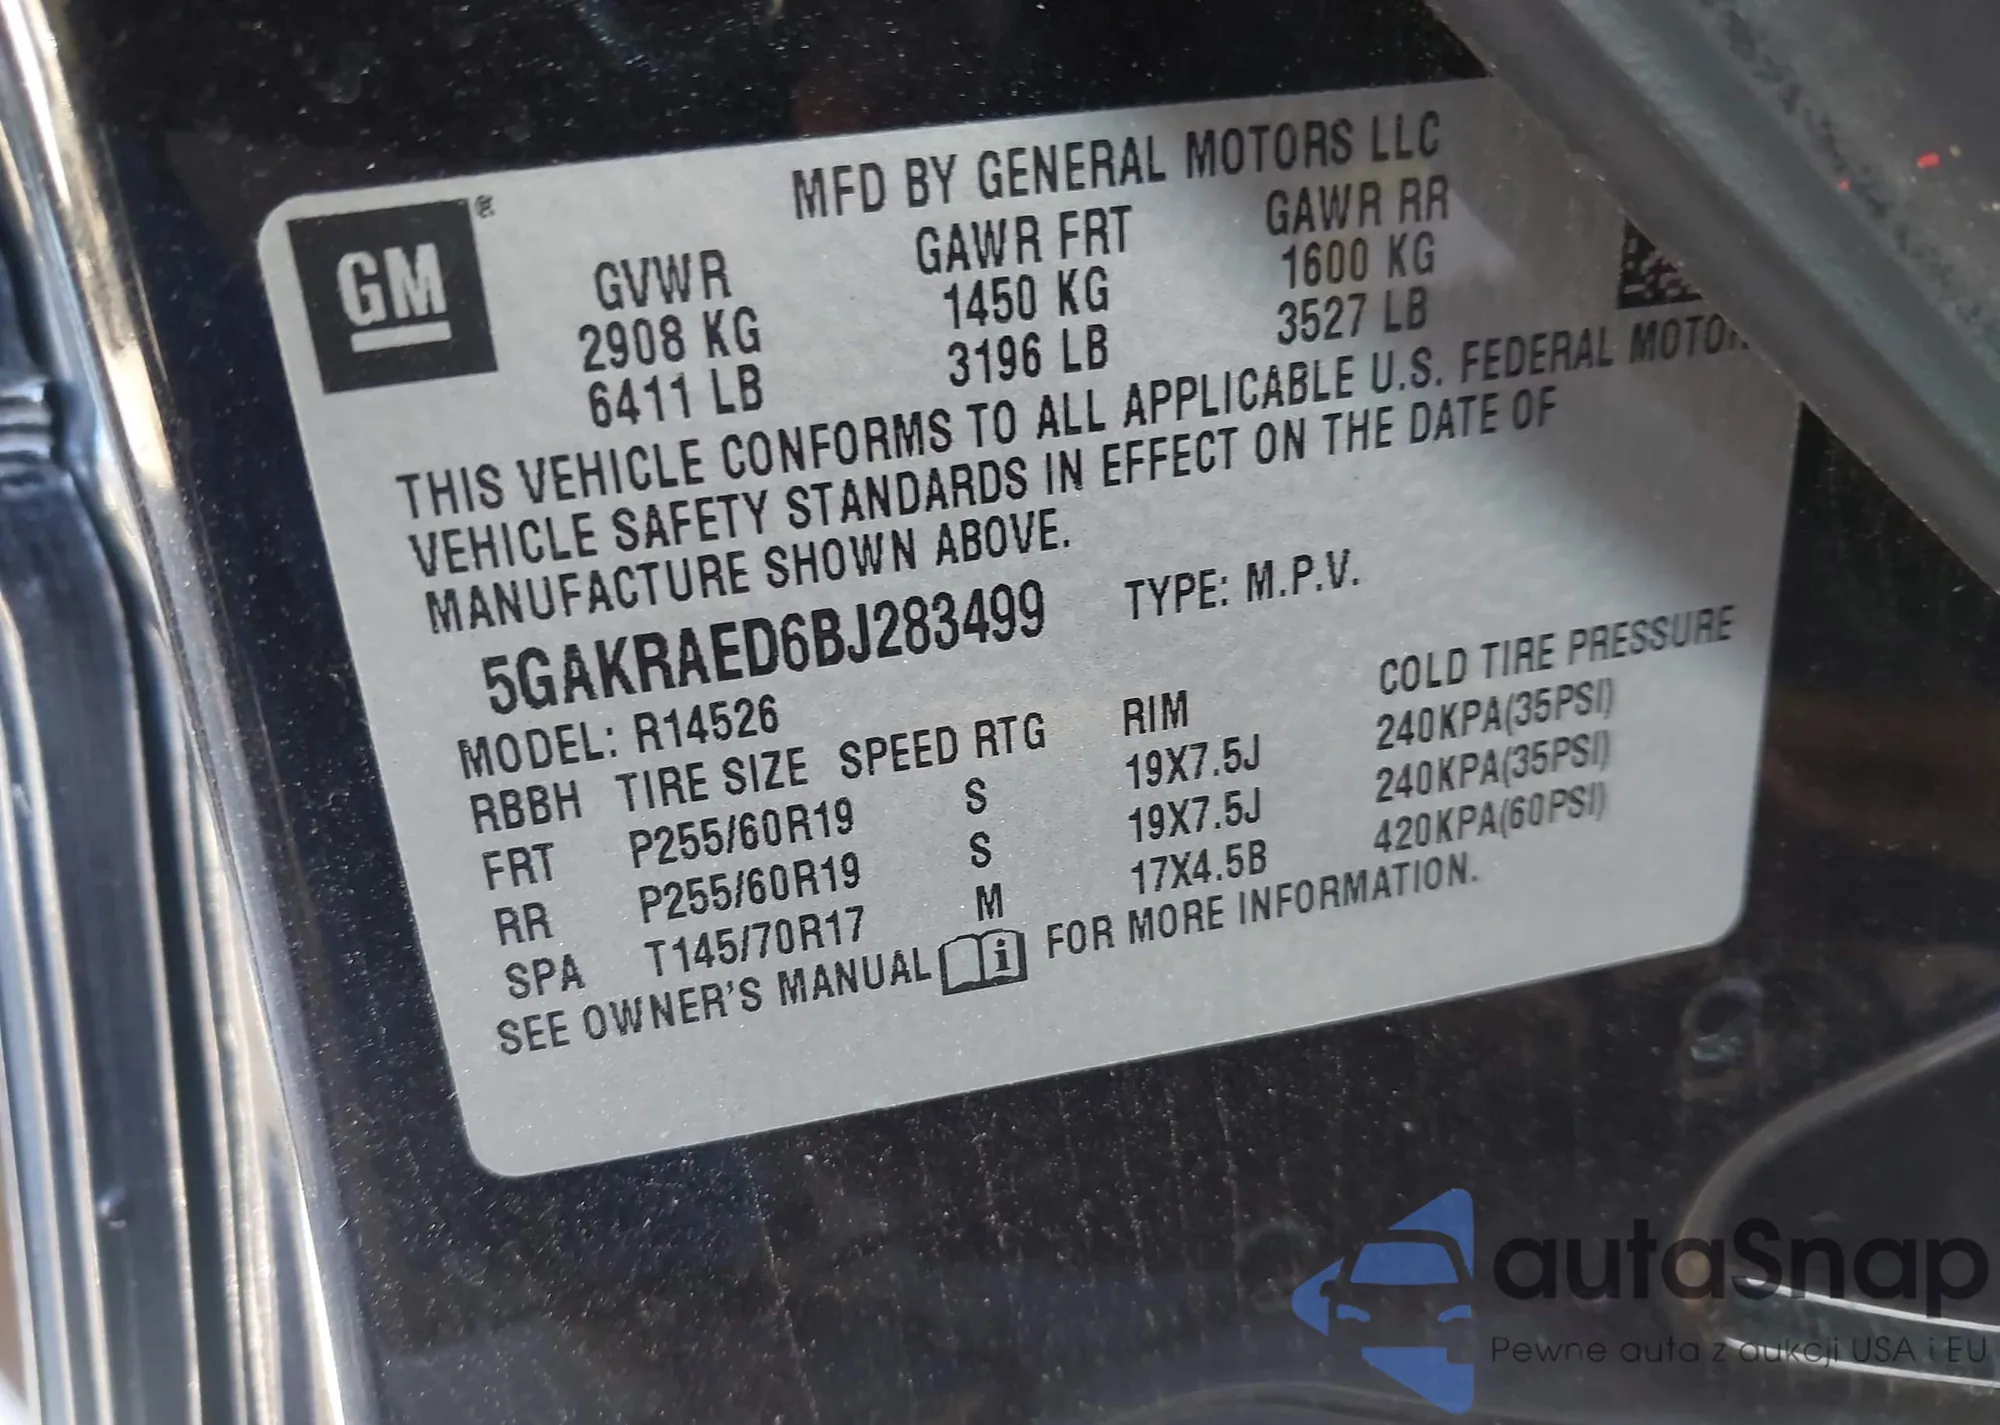 MFD BY GENERAL MOTORS LLC
GM ®
GVWR GAWR FRT GAWR RR
2908 KG 1450 KG 1600 KG
6411 LB 3196 LB 3527 LB
THIS VEHICLE CONFORMS TO ALL APPLICABLE U.S. FEDERAL MOTO
VEHICLE SAFETY STANDARDS IN EFFECT ON THE DATE OF
MANUFACTURE SHOWN ABOVE.
5GAKRAED6BJ283499 TYPE: M.P.V.
MODEL: R14526
RBBH TIRE SIZE SPEED RTG RIM COLD TIRE PRESSURE
FRT P255/60R19 S 19X7.5J 240KPA(35PSI)
RR P255/60R19 S 19X7.5J 240KPA(35PSI)
SPA T145/70R17 M 17X4.5B 420KPA(60PSI)
SEE OWNER'S MANUAL i FOR MORE INFORMATION.
autaSnap
Pewne auta z aukcji USA i EU